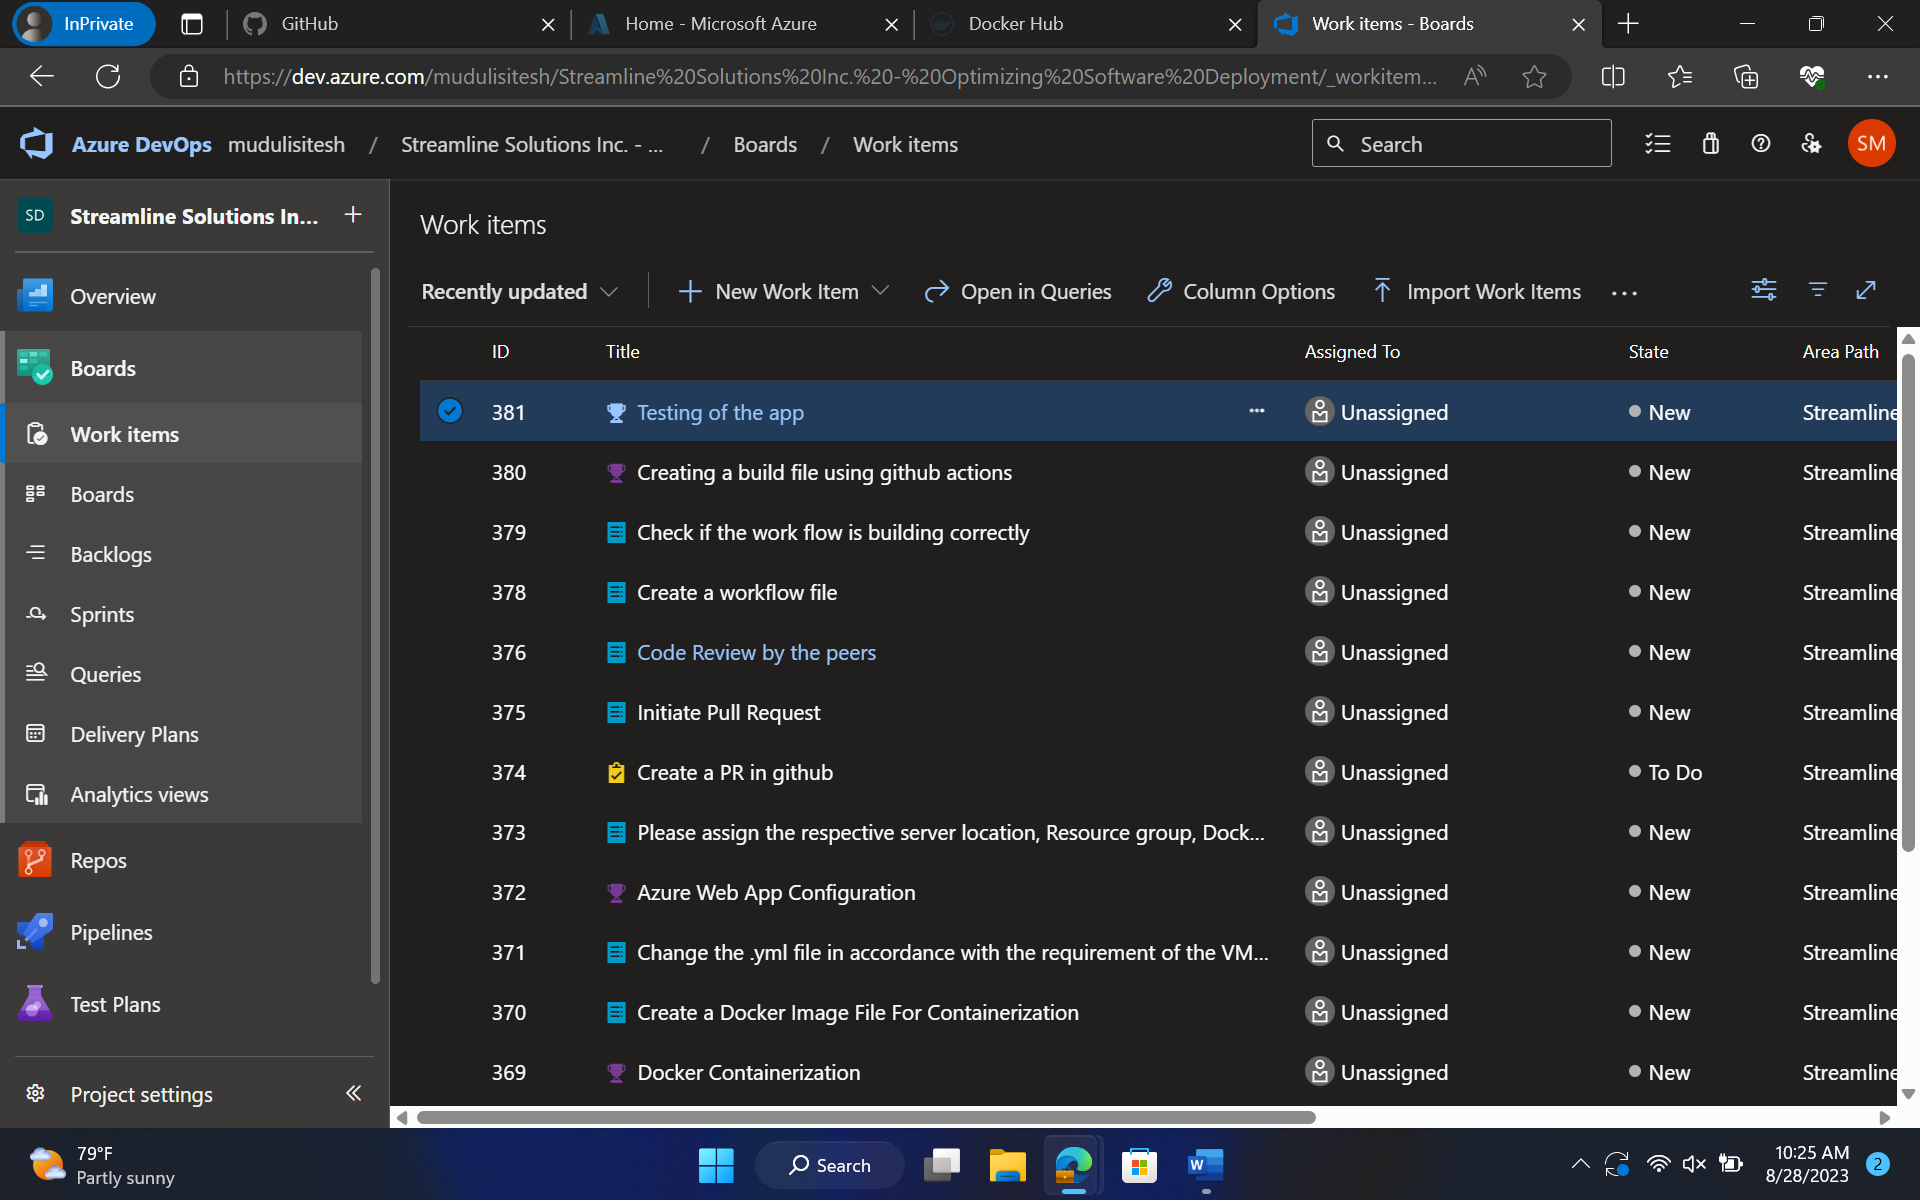 InPrivate
GitHub
Home - Microsoft Azure
Docker Hub
Work items - Boards
https://dev.azure.com/mudulisitesh/Streamline%20Solutions%20Inc.%20-%20Optimizing%20Software%20Deployment/_workitem...
Azure DevOps mudulisitesh / Streamline Solutions Inc. - ... / Boards / Work items
Search
SM
SD Streamline Solutions In...
Overview
Boards
Work items
Boards
Backlogs
Sprints
Queries
Delivery Plans
Analytics views
Repos
Pipelines
Test Plans
Project settings
Work items
Recently updated New Work Item Open in Queries Column Options Import Work Items
ID Title Assigned To State Area Path
381 Testing of the app Unassigned New Streamline
380 Creating a build file using github actions Unassigned New Streamline
379 Check if the work flow is building correctly Unassigned New Streamline
378 Create a workflow file Unassigned New Streamline
376 Code Review by the peers Unassigned New Streamline
375 Initiate Pull Request Unassigned New Streamline
374 Create a PR in github Unassigned To Do Streamline
373 Please assign the respective server location, Resource group, Dock... Unassigned New Streamline
372 Azure Web App Configuration Unassigned New Streamline
371 Change the .yml file in accordance with the requirement of the VM... Unassigned New Streamline
370 Create a Docker Image File For Containerization Unassigned New Streamline
369 Docker Containerization Unassigned New Streamline
79°F
Partly sunny
Search
W
10:25 AM
8/28/2023
2